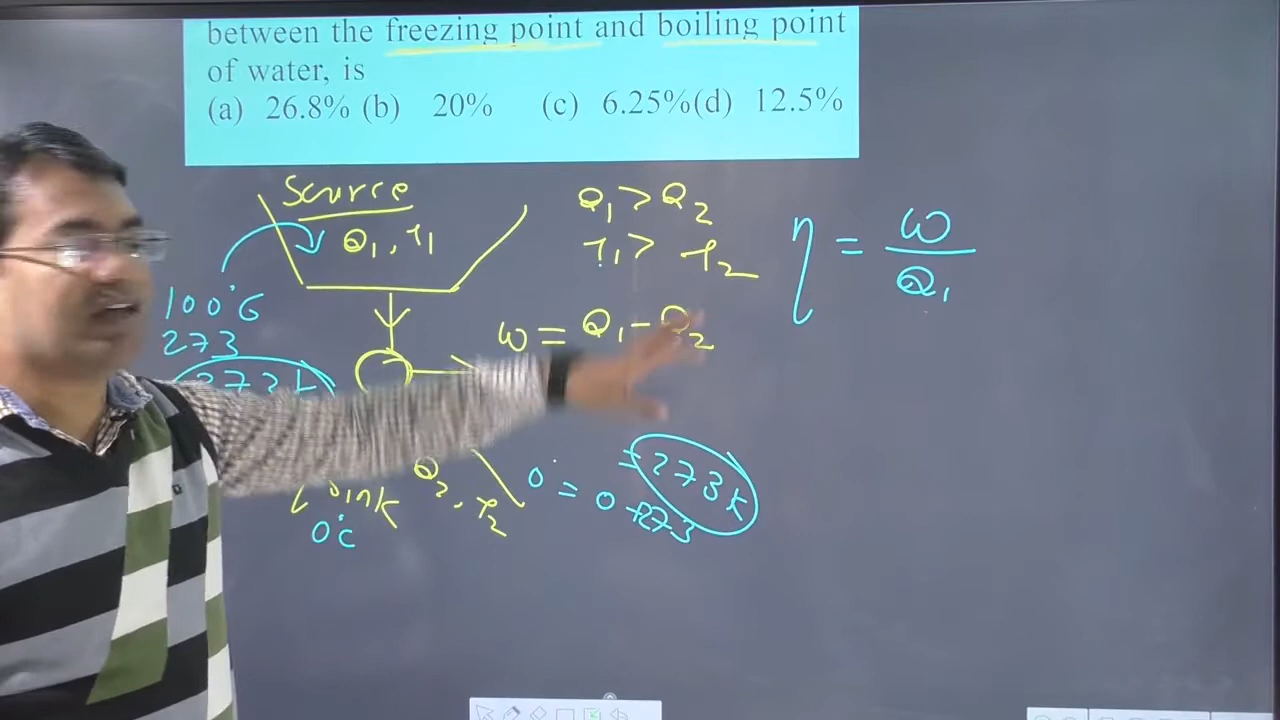 between the freezing point and boiling point
of water, is
(a) 26.8% (b) 20% (c) 6.25%(d) 12.5%
Source
Q₁, T₁
Q₁ > Q₂
T₁ > T₂
η = ω/Q₁
100°C
273
373 K
ω = Q₁ - Q₂
Q₂, T₂
0°C
0° = 0+273
=273K